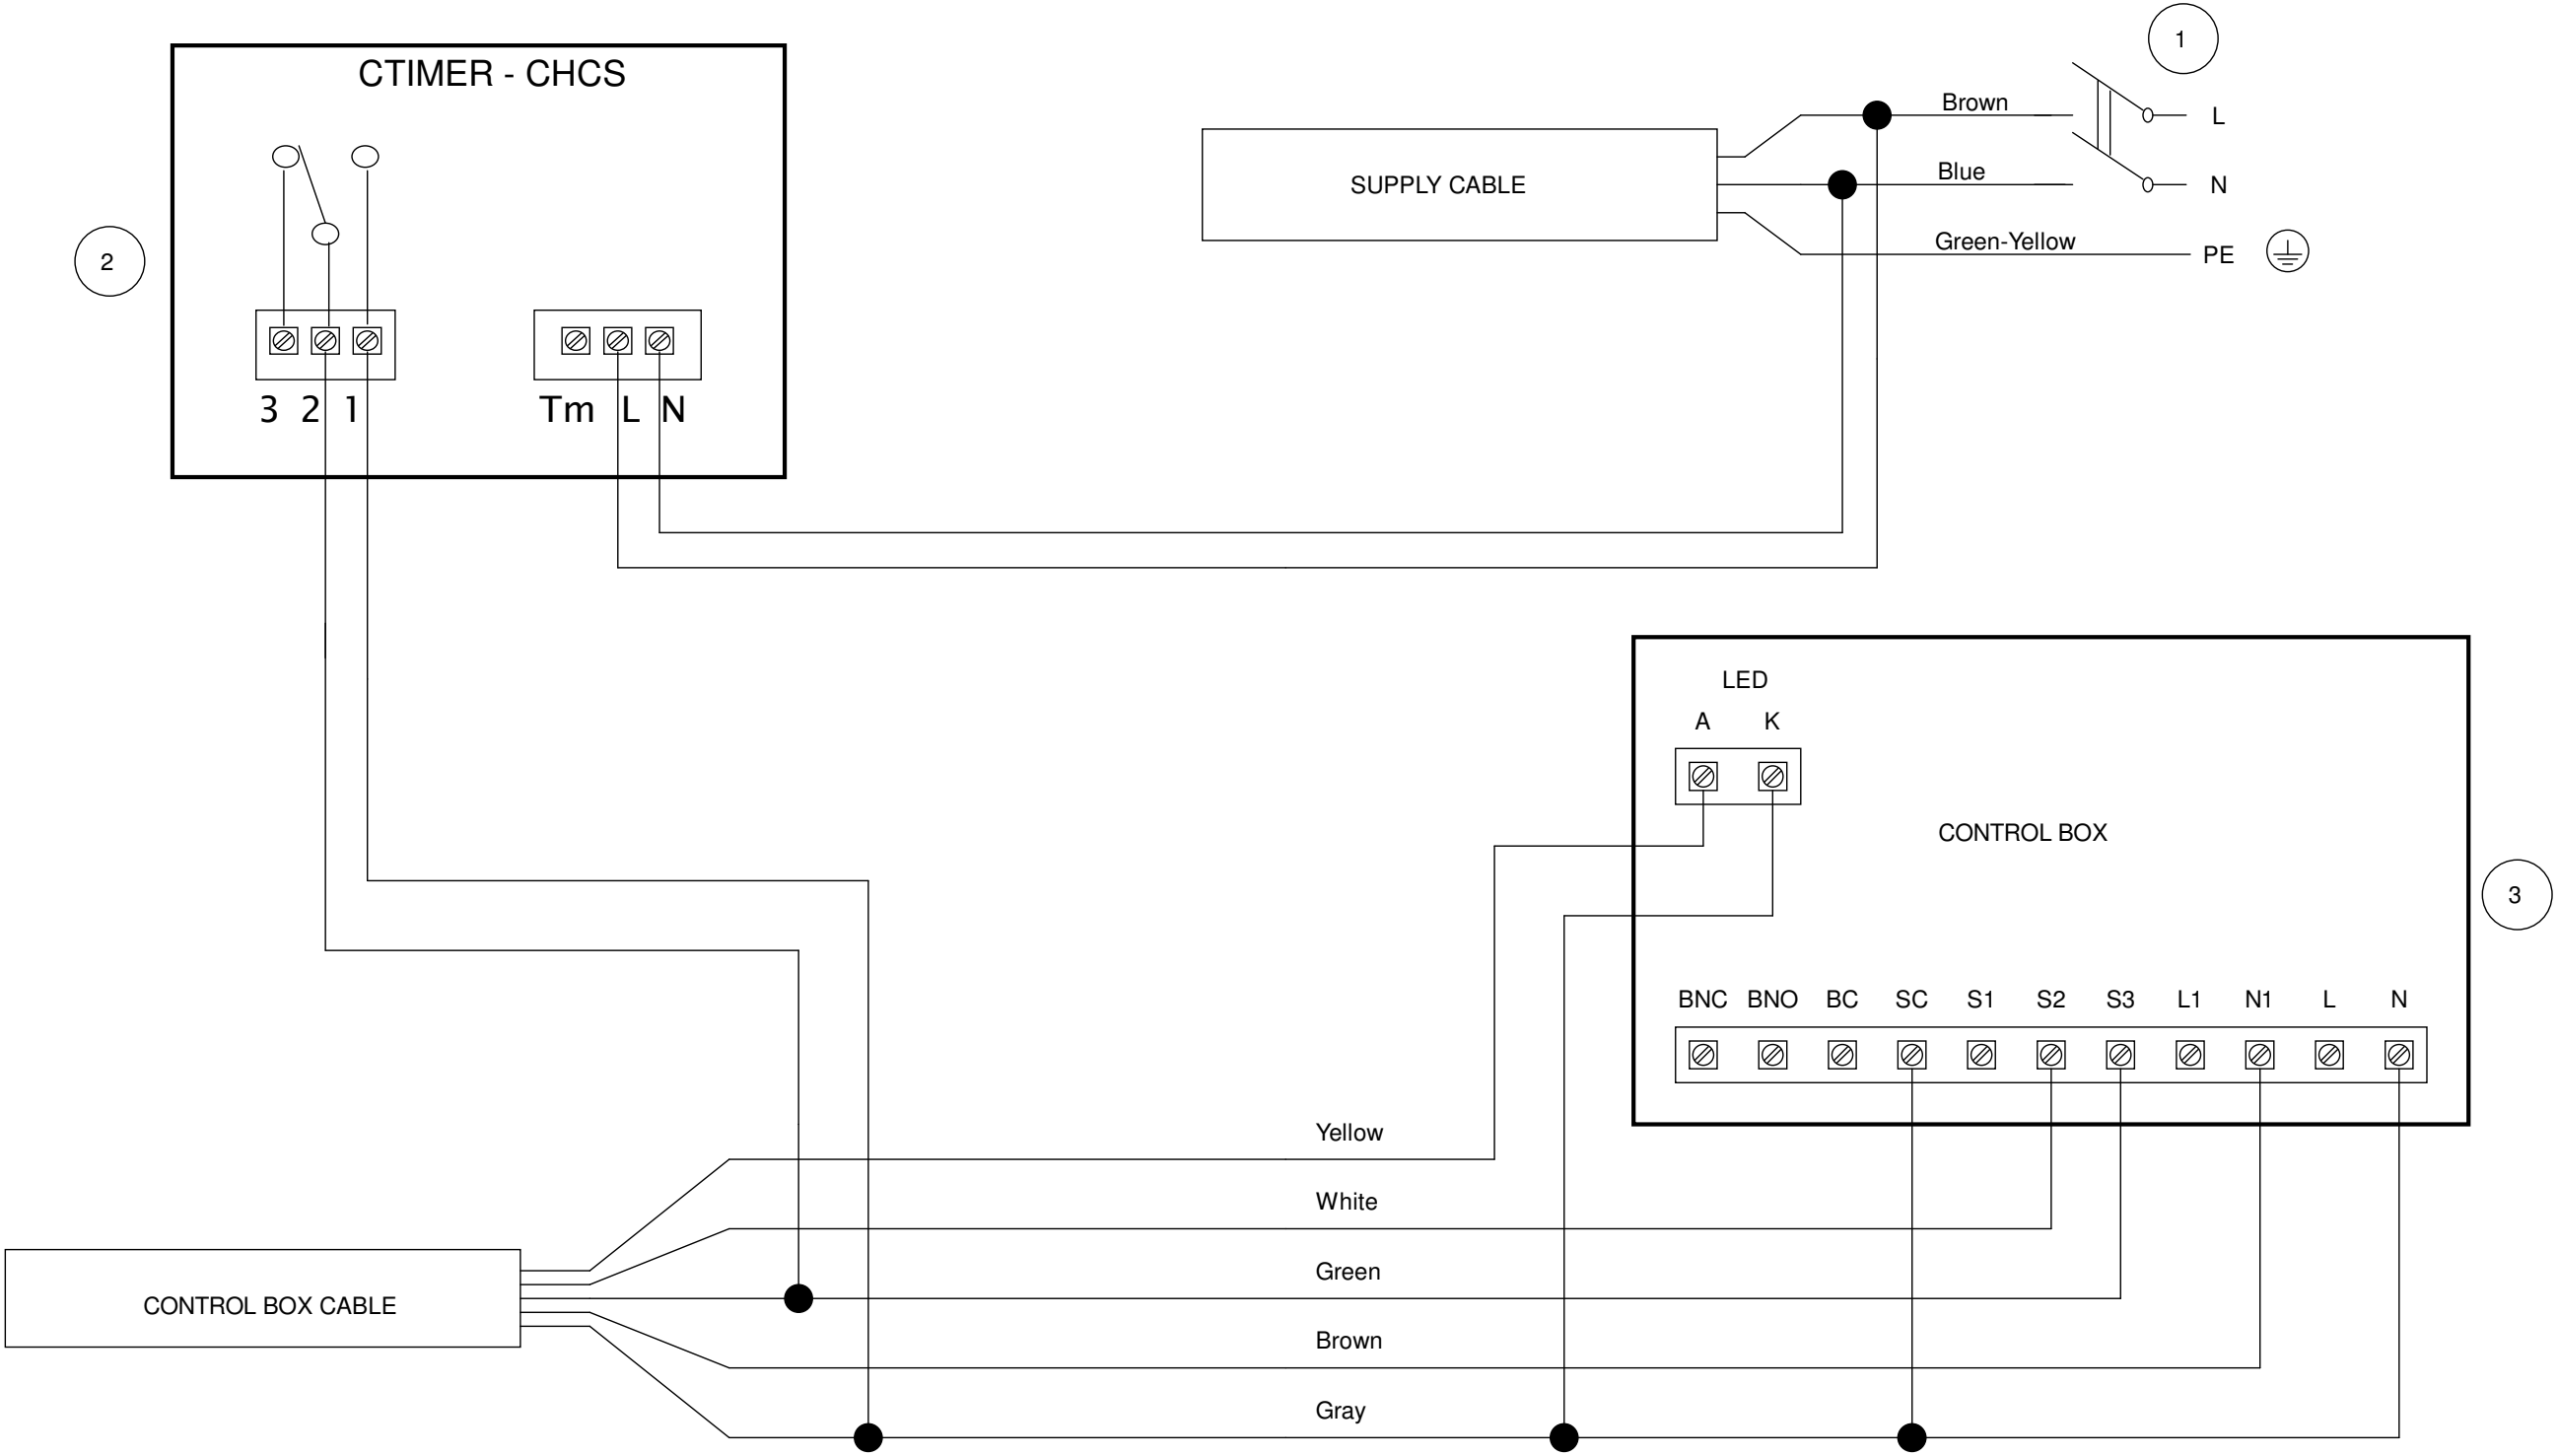 1
CTIMER - CHCS
Brown
L
SUPPLY CABLE
Blue
N
Green-Yellow
PE
2
3 2 1
Tm L N
LED
A K
CONTROL BOX
3
BNC BNO BC SC S1 S2 S3 L1 N1 L N
Yellow
White
Green
CONTROL BOX CABLE
Brown
Gray